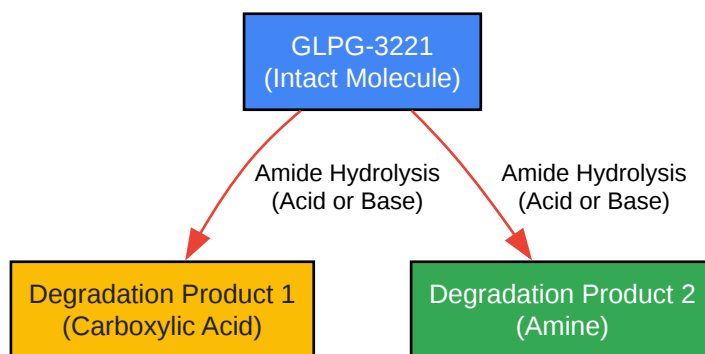 GLPG-3221
(Intact Molecule)
Amide Hydrolysis
(Acid or Base)
Amide Hydrolysis
(Acid or Base)
Degradation Product 1
(Carboxylic Acid)
Degradation Product 2
(Amine)